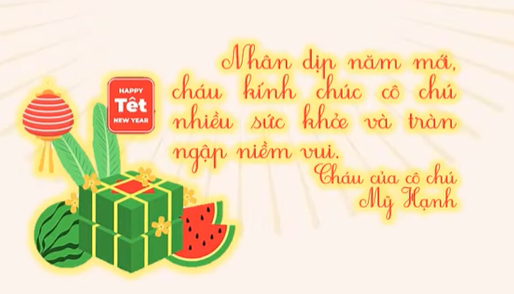 HAPPY
Tết
NEW YEAR
Nhân dịp năm mới,
cháu kính chúc cô chú
nhiều sức khỏe và tràn
ngập niềm vui.
Cháu của cô chú
Mỹ Hạnh